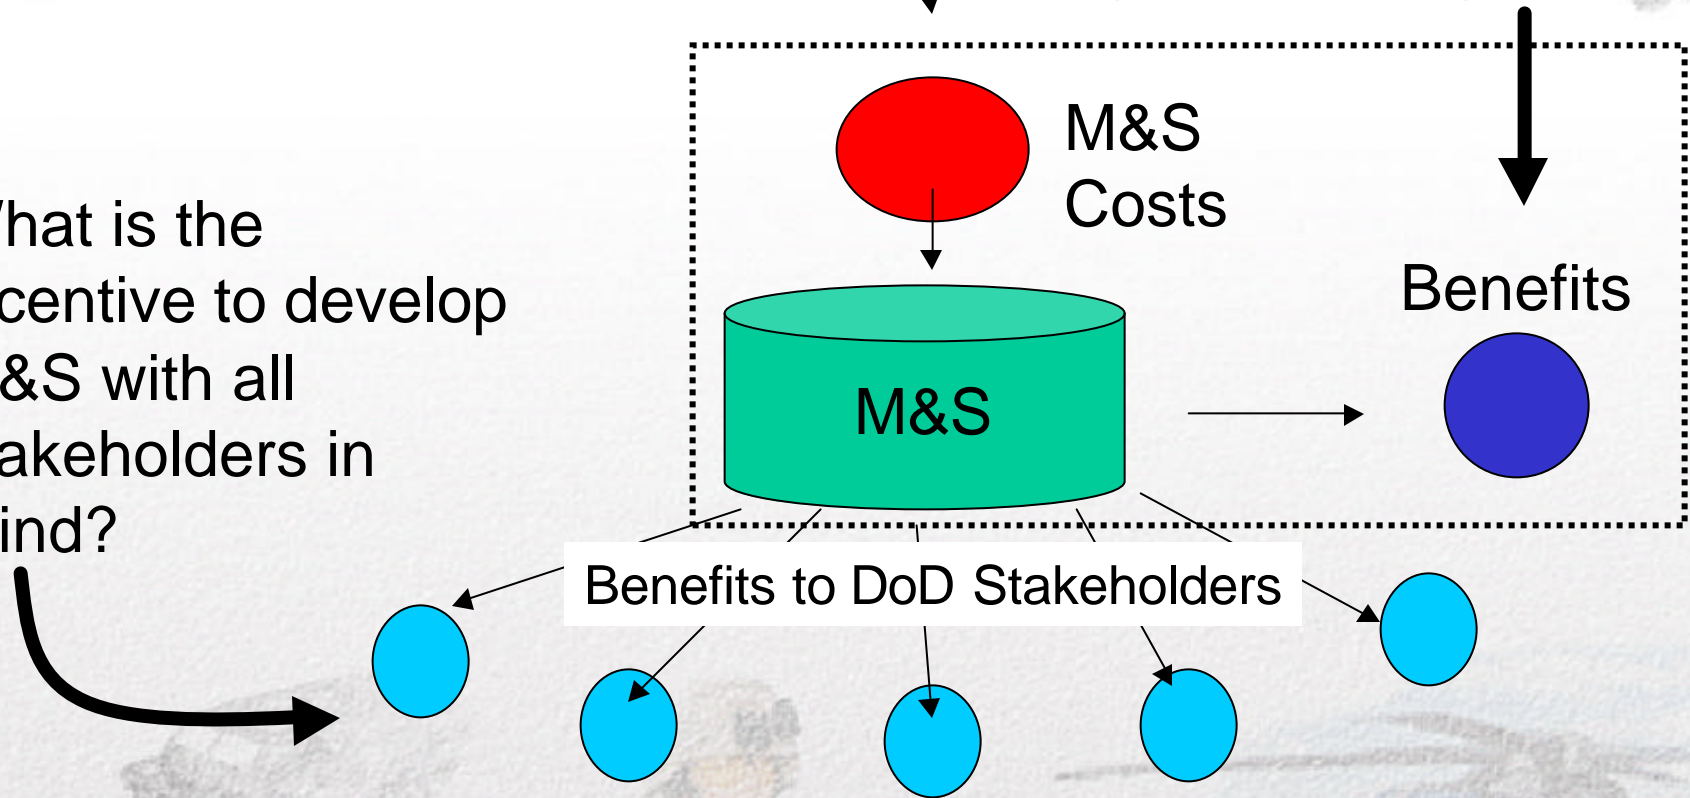 M&S
Costs
hat is the
centive to develop
&S with all
akeholders in
ind?
Benefits
M&S
Benefits to DoD Stakeholders